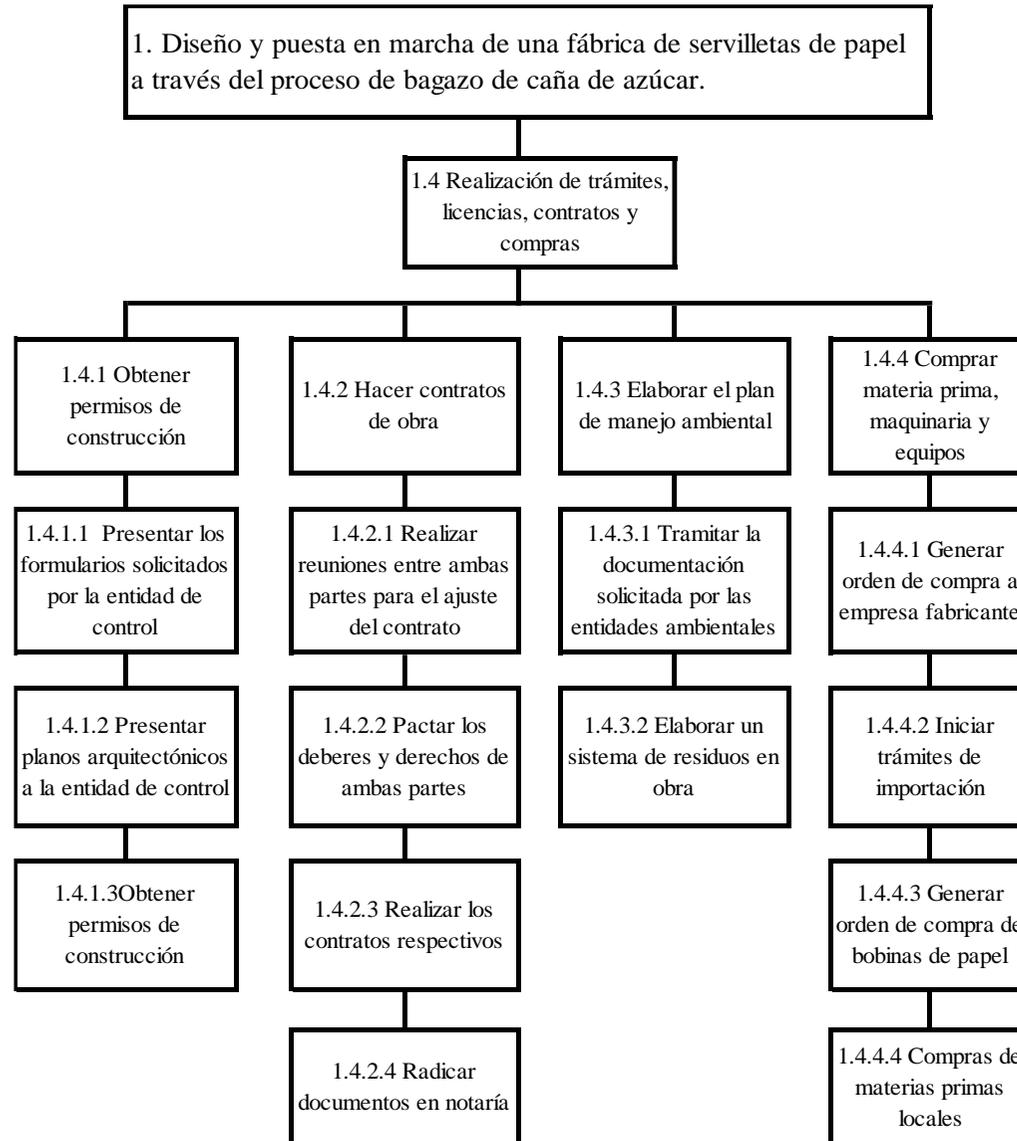 1. Diseño y puesta en marcha de una fábrica de servilletas de papel
a través del proceso de bagazo de caña de azúcar.
1.4 Realización de trámites,
licencias, contratos y
compras
1.4.1 Obtener
permisos de
construcción
1.4.2 Hacer contratos
de obra
1.4.3 Elaborar el plan
de manejo ambiental
1.4.4 Comprar
materia prima,
maquinaria y
equipos
1.4.1.1 Presentar los
formularios solicitados
por la entidad de
control
1.4.2.1 Realizar
reuniones entre ambas
partes para el ajuste
del contrato
1.4.3.1 Tramitar la
documentación
solicitada por las
entidades ambientales
1.4.4.1 Generar
orden de compra a
empresa fabricante
1.4.1.2 Presentar
planos arquitectónicos
a la entidad de control
1.4.2.2 Pactar los
deberes y derechos de
ambas partes
1.4.3.2 Elaborar un
sistema de residuos en
obra
1.4.4.2 Iniciar
trámites de
importación
1.4.1.3Obtener
permisos de
construcción
1.4.2.3 Realizar los
contratos respectivos
1.4.4.3 Generar
orden de compra de
bobinas de papel
1.4.2.4 Radicar
documentos en notaría
1.4.4.4 Compras de
materias primas
locales